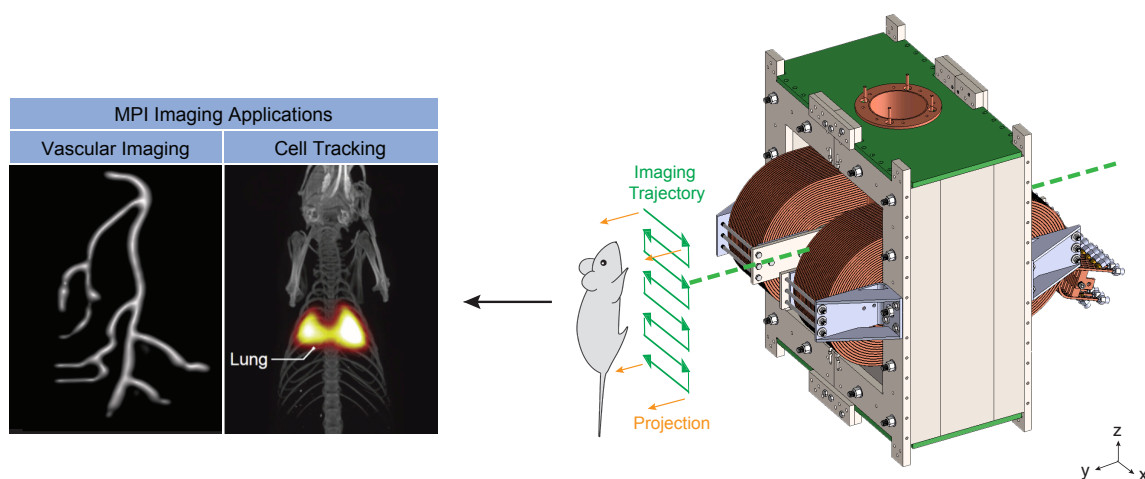 MPI Imaging Applications
Vascular Imaging
Cell Tracking
Lung
Imaging
Trajectory
Projection
z
y
x